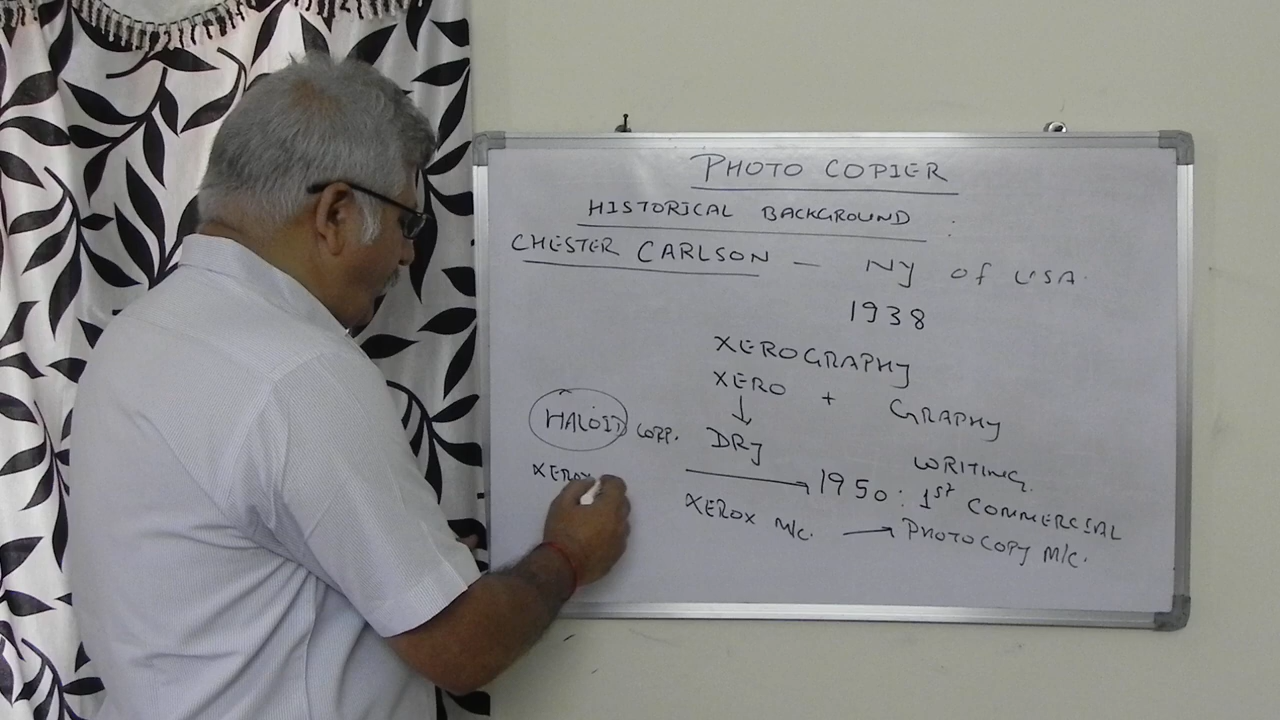 PHOTO COPIER
HISTORICAL BACKGROUND :
CHESTER CARLSON — NY of USA.
1938
XEROGRAPHY
XERO + GRAPHY
↓
HALOID CORP. DRY WRITING.
XEROX
→ 1950: 1st COMMERCIAL
XEROX M/C. → PHOTOCOPY M/C.